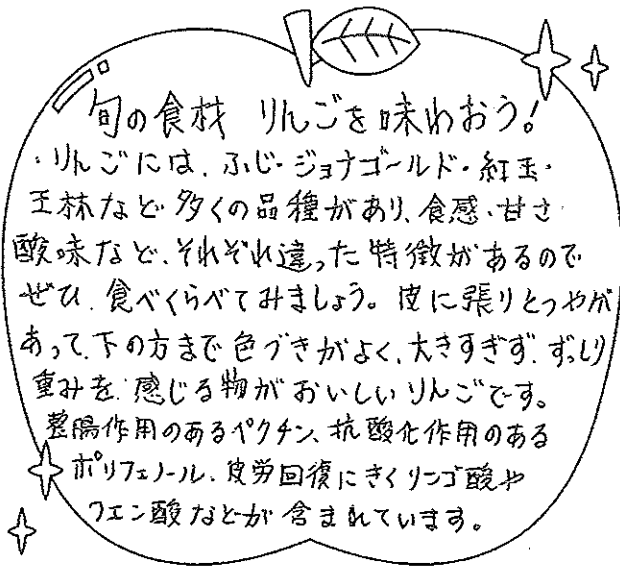 旬の食材 りんごを味わおう!
・りんごには、ふじ・ジョナゴールド・紅玉・
王林など多くの品種があり、食感・甘さ・
酸味など、それぞれ違った特徴があるので
ぜひ、食べくらべてみましょう。皮に張りとつやが
あって、下の方まで色づきがよく、大きすぎず、ずっしり
重みを感じる物がおいしいりんごです。
整腸作用のあるペクチン、抗酸化作用のある
ポリフェノール、疲労回復にきくリンゴ酸や
クエン酸などが含まれています。